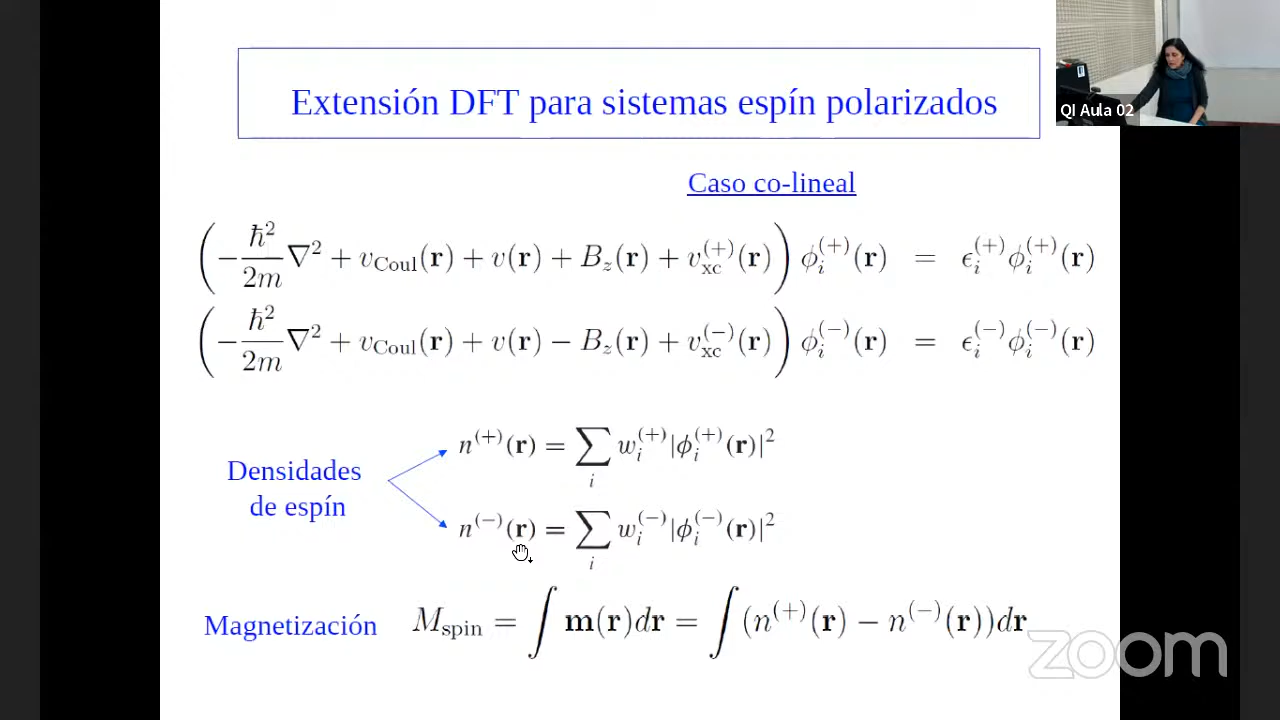 Extensión DFT para sistemas espín polarizados
QI Aula 02
Caso co-lineal
(-ℏ²/2m ∇² + v_Coul(r) + v(r) + B_z(r) + v_xc^(+)(r)) φ_i^(+)(r) = ϵ_i^(+) φ_i^(+)(r)
(-ℏ²/2m ∇² + v_Coul(r) + v(r) − B_z(r) + v_xc^(−)(r)) φ_i^(−)(r) = ϵ_i^(−) φ_i^(−)(r)
n^(+)(r) = ∑_i w_i^(+) |φ_i^(+)(r)|²
Densidades
de espín
n^(−)(r) = ∑_i w_i^(−) |φ_i^(−)(r)|²
Magnetización M_spin = ∫ m(r)dr = ∫ (n^(+)(r) − n^(−)(r))dr
zoom